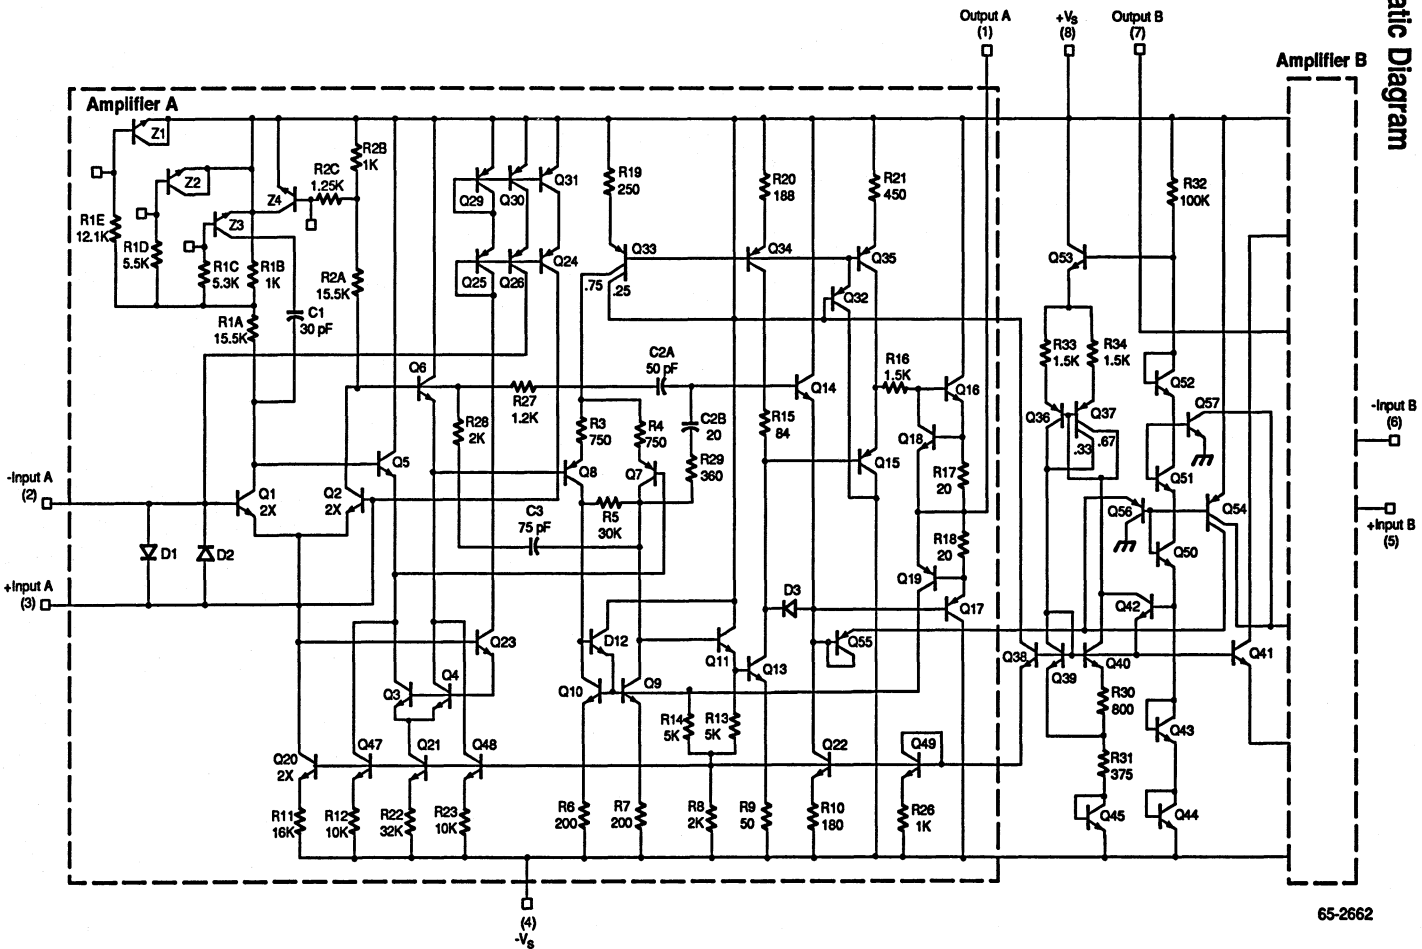 atic Diagram
Output A
(1)
+Vs
(8)
Output B
(7)
Amplifier A
Amplifier B
Z1
Z2
Z3
Z4
R1E
12.1K
R1D
5.5K
R1C
5.3K
R1B
1K
R1A
15.5K
C1
30 pF
R2C
1.25K
R2B
1K
R2A
15.5K
Q29
Q30
Q31
Q25
Q26
Q24
R19
250
Q33
.75
.25
R20
188
Q34
R21
450
Q35
Q32
R32
100K
Q53
R33
1.5K
R34
1.5K
Q52
Q36
Q37
.33
.67
Q57
Q51
Q56
Q54
Q50
Q42
Q6
R27
1.2K
C2A
50 pF
Q14
R16
1.5K
Q16
R28
2K
R3
750
R4
750
C2B
20
R29
360
R15
84
Q18
R17
20
Q5
Q8
Q7
Q15
-Input A
(2)
Q1
2X
Q2
2X
C3
75 pF
R5
30K
R18
20
D1
D2
+Input A
(3)
-Input B
(6)
+Input B
(5)
Q19
D3
Q17
Q23
D12
Q11
Q13
Q55
Q38
Q39
Q40
Q41
Q3
Q4
Q10
Q9
R30
800
R14
5K
R13
5K
Q43
Q20
2X
Q47
Q21
Q48
Q22
Q49
R31
375
R11
16K
R12
10K
R22
32K
R23
10K
R6
200
R7
200
R8
2K
R9
50
R10
180
R26
1K
Q45
Q44
(4)
-Vs
65-2662